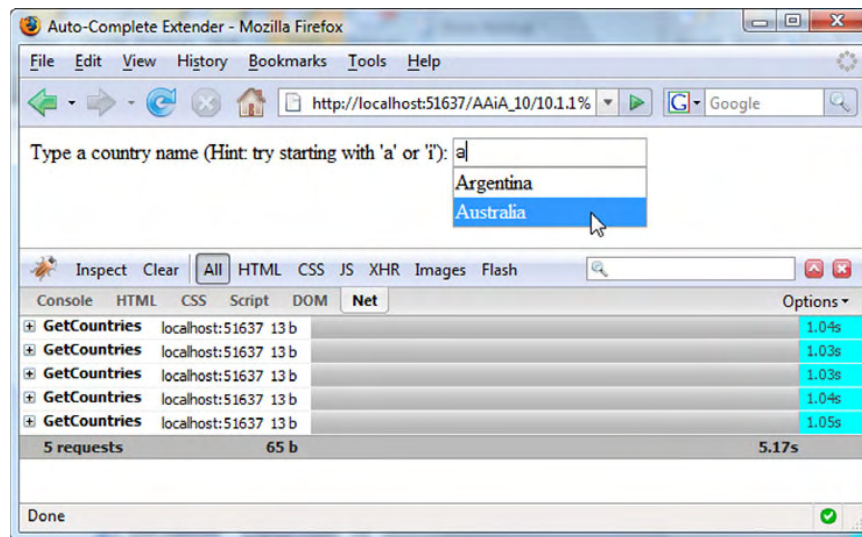 Auto-Complete Extender - Mozilla Firefox
File Edit View History Bookmarks Tools Help
http://localhost:51637/AAiA_10/10.1.1% G Google
Type a country name (Hint: try starting with 'a' or 'i'): a
Argentina
Australia
Inspect Clear All HTML CSS JS XHR Images Flash
Console HTML CSS Script DOM Net Options
GetCountries localhost:51637 13 b 1.04s
GetCountries localhost:51637 13 b 1.03s
GetCountries localhost:51637 13 b 1.03s
GetCountries localhost:51637 13 b 1.04s
GetCountries localhost:51637 13 b 1.05s
5 requests 65 b 5.17s
Done